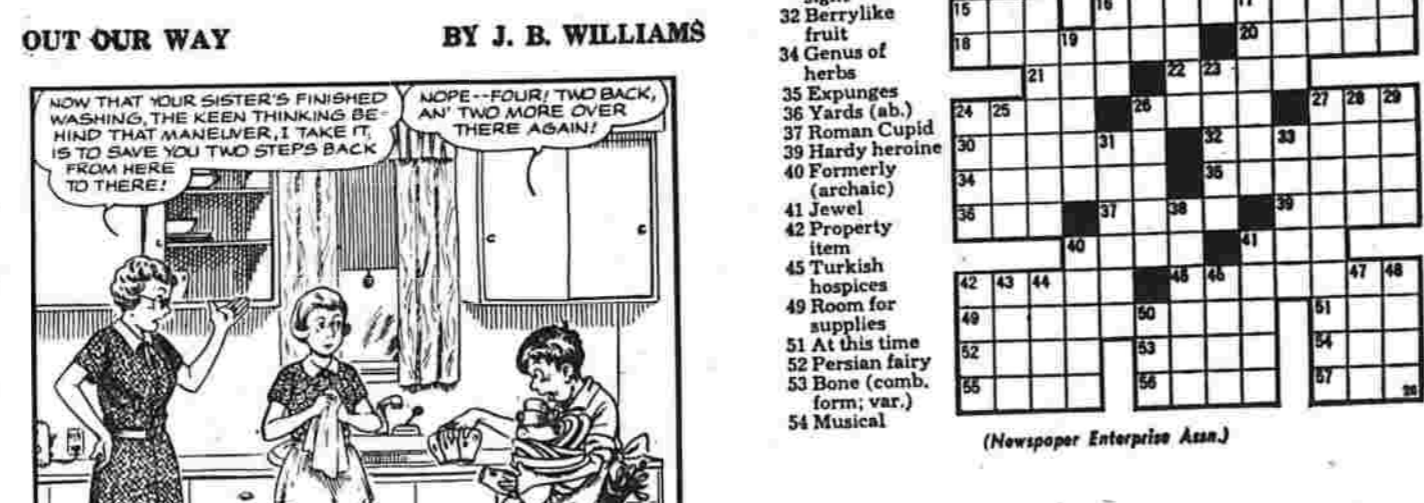 OUT OUR WAY
BY J. B. WILLIAMS
NOW THAT YOUR SISTER'S FINISHED
WASHING, THE KEEN THINKING BE-
HIND THAT MANEUVER, I TAKE IT,
IS TO SAVE YOU TWO STEPS BACK
FROM HERE
TO THERE!
NOPE--FOUR! TWO BACK,
AN' TWO MORE OVER
THERE AGAIN!
32 Berrylike
fruit
34 Genus of
herbs
35 Expunges
36 Yards (ab.)
37 Roman Cupid
39 Hardy heroine
40 Formerly
(archaic)
41 Jewel
42 Property
item
45 Turkish
hospices
49 Room for
supplies
51 At this time
52 Persian fairy
53 Bone (comb.
form; var.)
54 Musical
15 16 17
18 19 20
21 22 23
24 25 26 27 28 29
30 31 32 33
34 35
36 37 38 39
40 41
42 43 44 45 46 47 48
49 50 51
52 53 54
55 56 57
(Newspaper Enterprise Assn.)